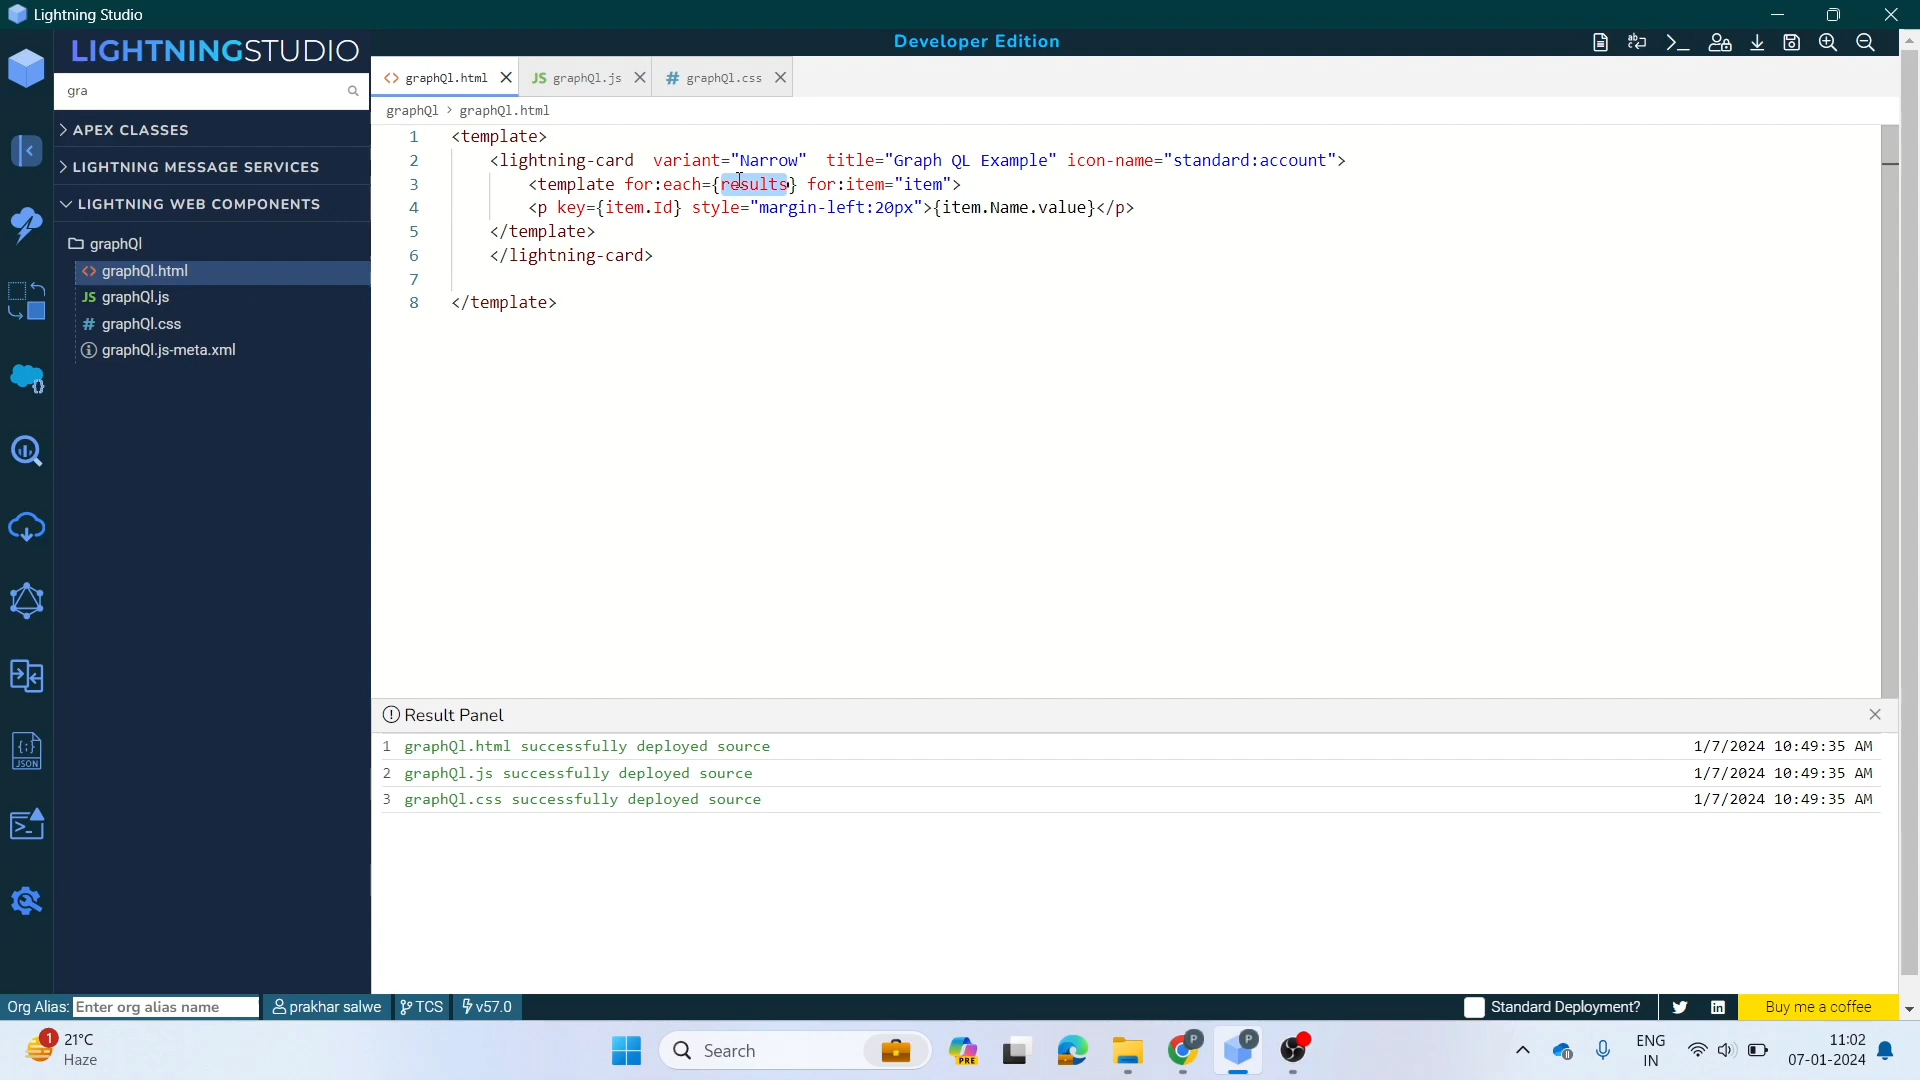 Lightning Studio
LIGHTNINGSTUDIO
Developer Edition
gra
APEX CLASSES
LIGHTNING MESSAGE SERVICES
LIGHTNING WEB COMPONENTS
graphQl
<> graphQl.html
JS graphQl.js
# graphQl.css
graphQl.js-meta.xml
<> graphQl.html
JS graphQl.js
# graphQl.css
graphQl > graphQl.html
1 <template>
2 <lightning-card variant="Narrow" title="Graph QL Example" icon-name="standard:account">
3 <template for:each={results} for:item="item">
4 <p key={item.Id} style="margin-left:20px">{item.Name.value}</p>
5 </template>
6 </lightning-card>
7
8 </template>
Result Panel
1 graphQl.html successfully deployed source 1/7/2024 10:49:35 AM
2 graphQl.js successfully deployed source 1/7/2024 10:49:35 AM
3 graphQl.css successfully deployed source 1/7/2024 10:49:35 AM
JSON
Org Alias: Enter org alias name prakhar salwe TCS v57.0 Standard Deployment? Buy me a coffee
1
21°C
Haze
Search
PRE
P
P
ENG
IN
11:02
07-01-2024